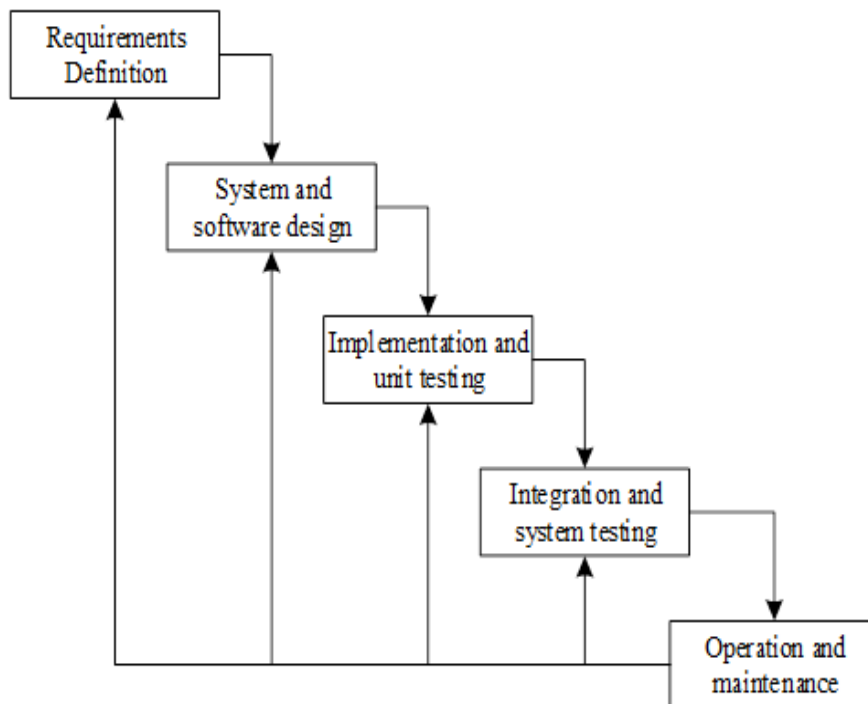 Requirements
Definition
System and
software design
Implementation and
unit testing
Integration and
system testing
Operation and
maintenance